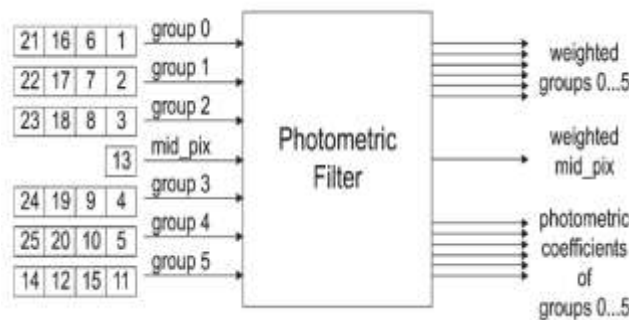 21 16 6 1 group 0
22 17 7 2 group 1
23 18 8 3 group 2
13 mid_pix
24 19 9 4 group 3
25 20 10 5 group 4
14 12 15 11 group 5
Photometric
Filter
weighted
groups 0...5
weighted
mid_pix
photometric
coefficients
of
groups 0...5